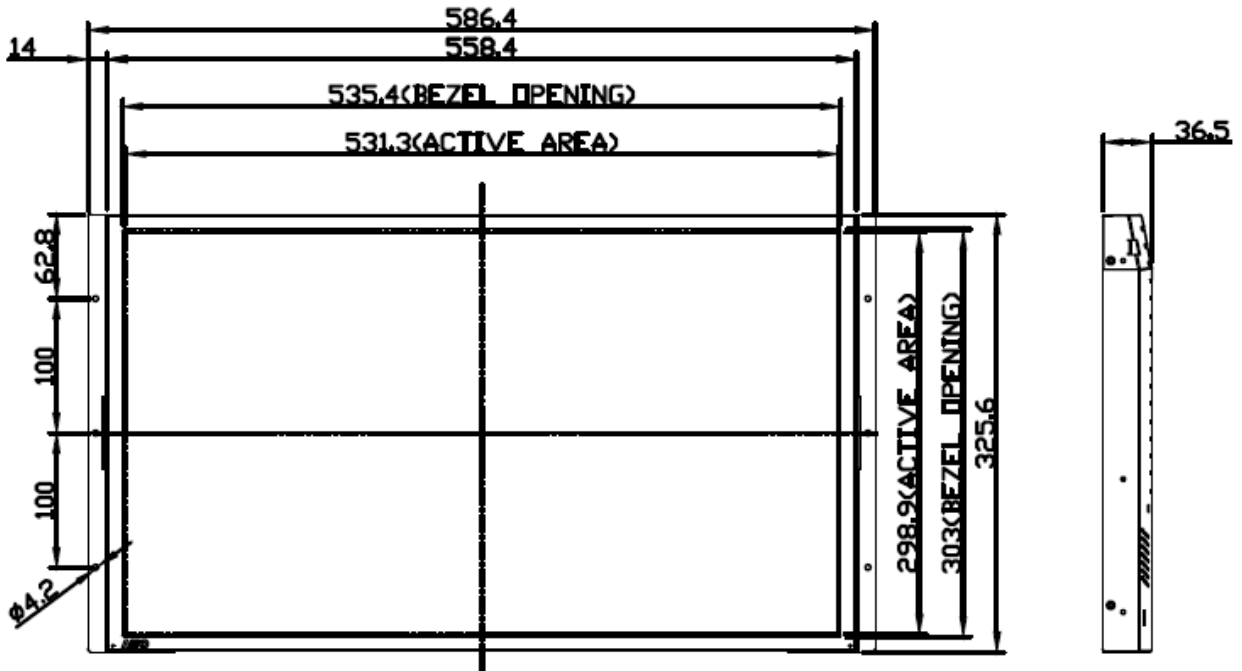 586.4
14
558.4
535.4(BEZEL OPENING)
531.3(ACTIVE AREA)
36.5
62.8
100
100
Ø4.2
298.9(ACTIVE AREA)
303(BEZEL OPENING)
325.6